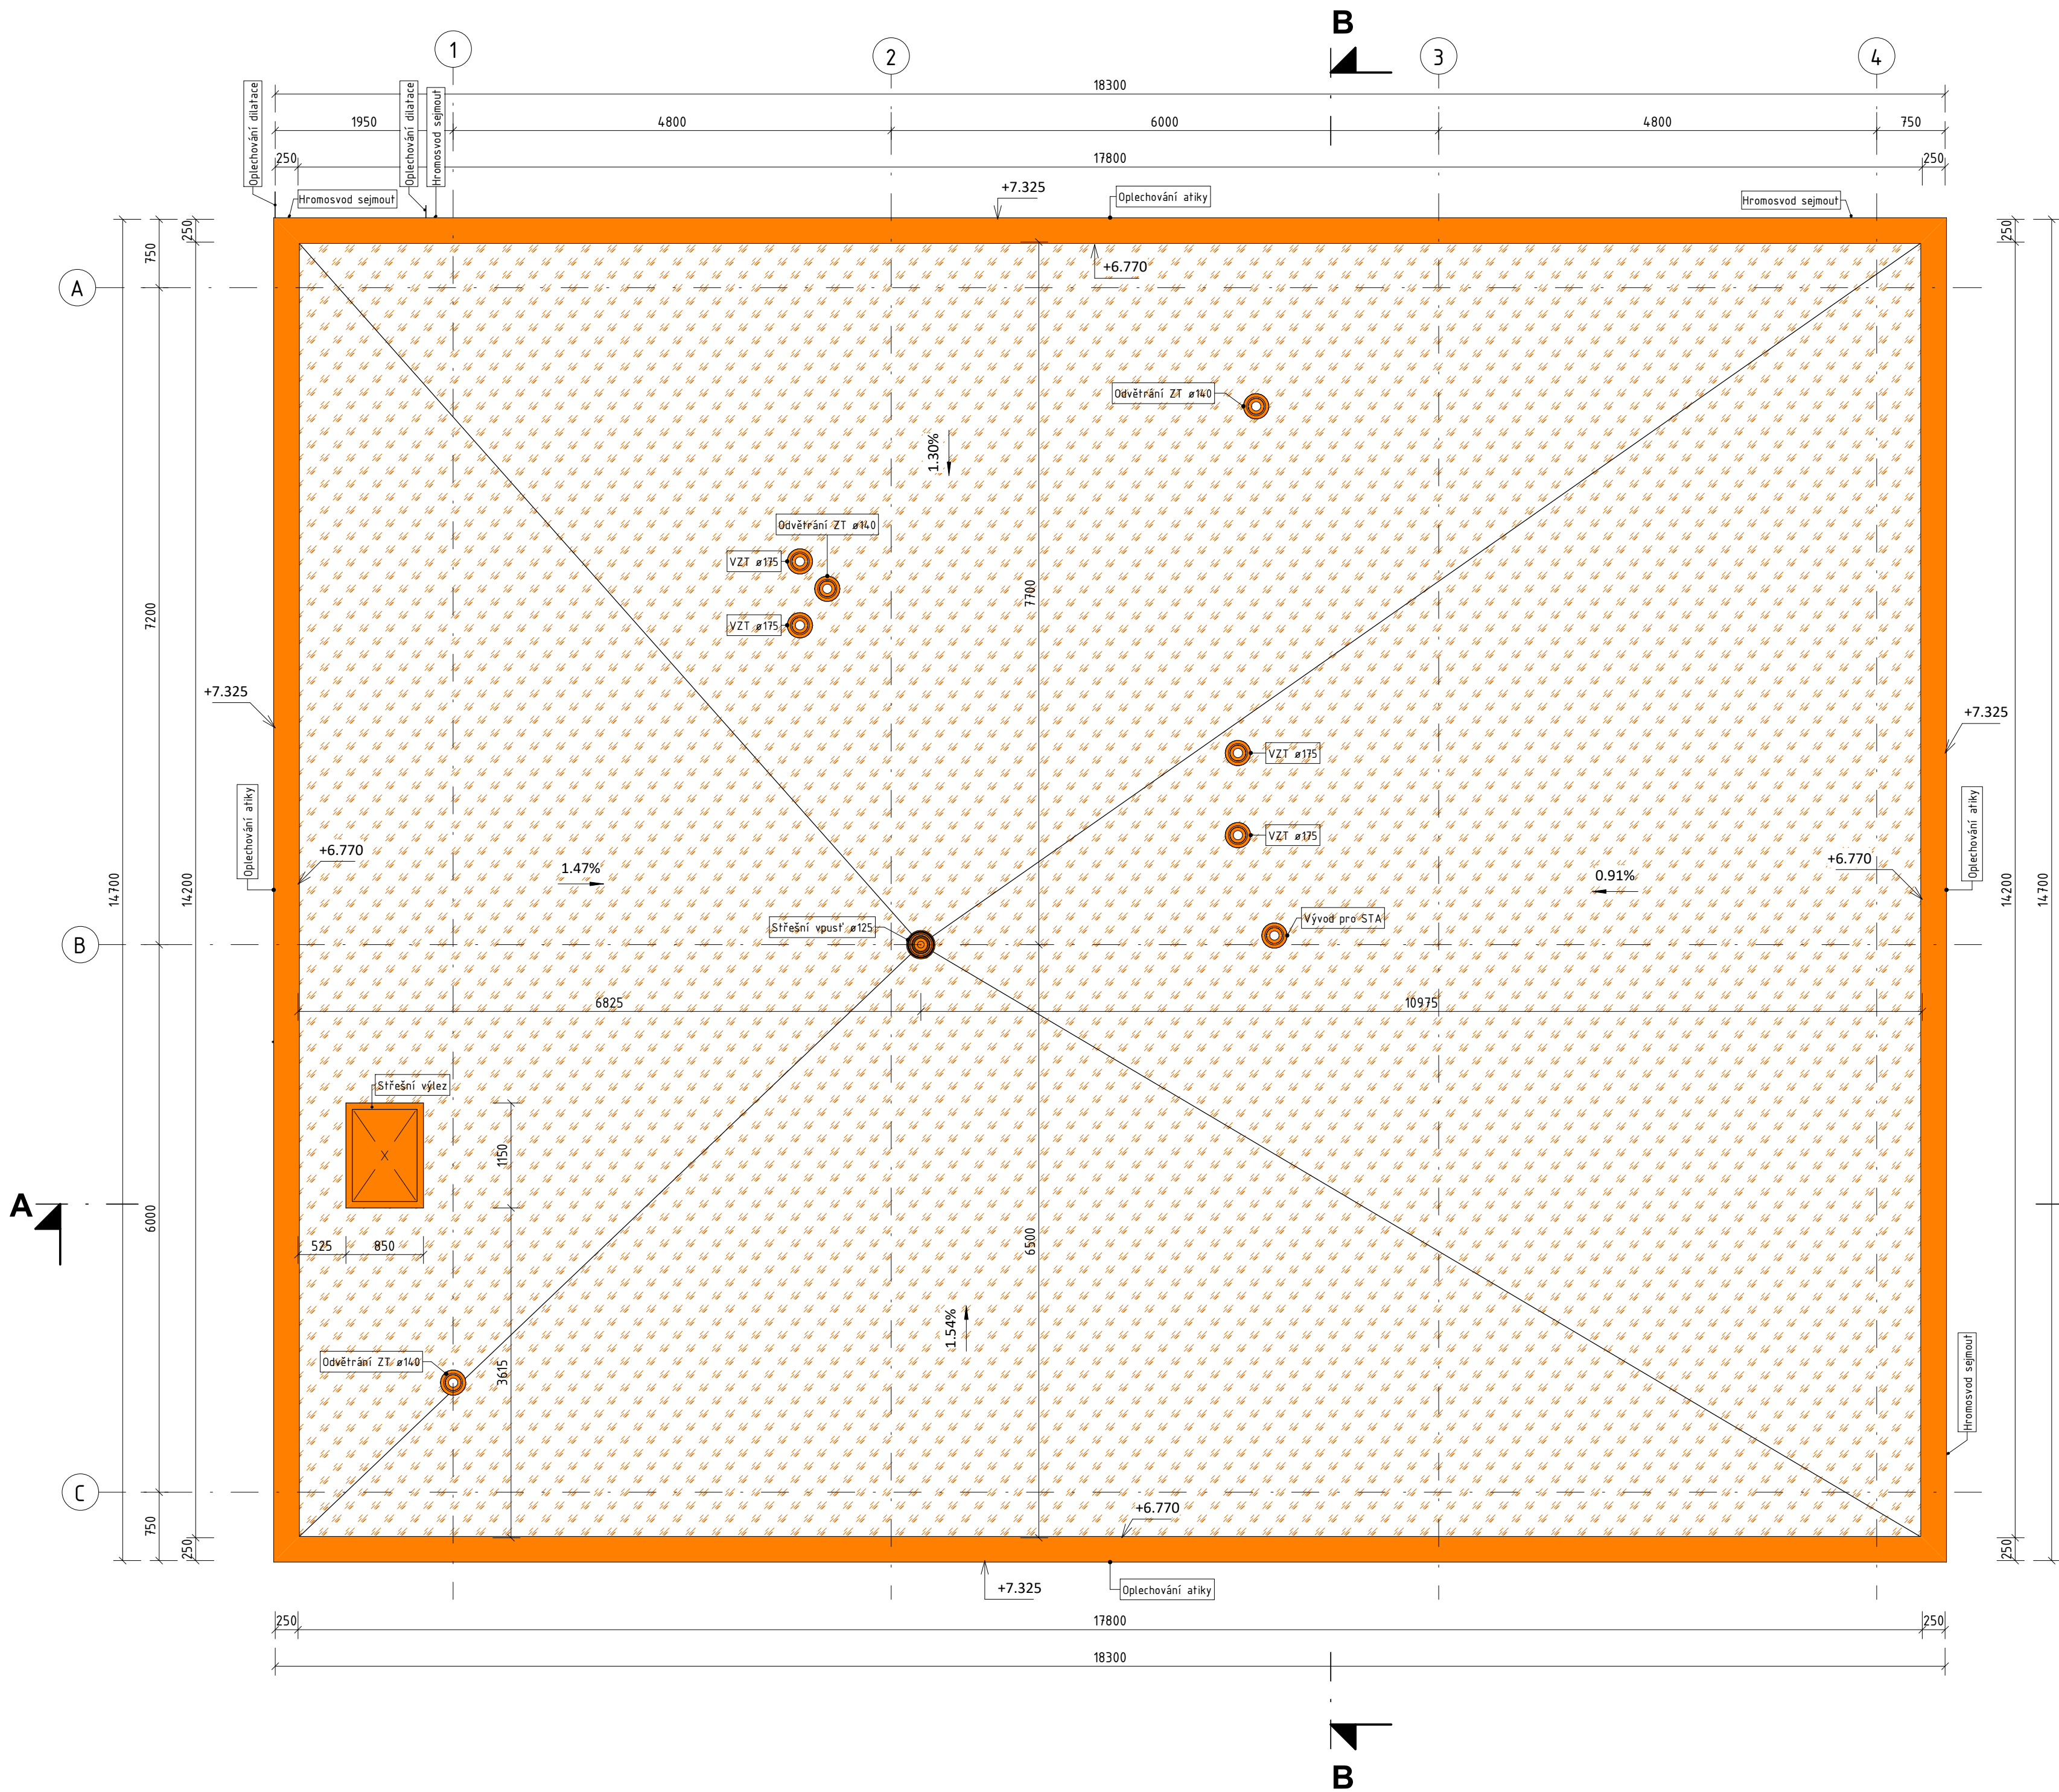 B
1
2
3
4
18300
1950
4800
6000
4800
750
250
17800
250
Oplechování dilatace
Oplechování dilatace
Hromosvod sejmout
Hromosvod sejmout
+7.325
Oplechování atiky
Hromosvod sejmout
750
250
250
A
+6.770
Odvětrání ZT ø140
1.30%
Odvětrání ZT ø140
VZT ø175
VZT ø175
7700
7200
+7.325
+7.325
VZT ø175
VZT ø175
Oplechování atiky
Oplechování atiky
+6.770
+6.770
1.47%
0.91%
14700
14200
14200
14700
Střešní vpusť ø125
Vývod pro STA
B
6825
10975
Střešní výlez
X
1150
A
6000
525
850
6500
1.54%
3615
Odvětrání ZT ø140
Hromosvod sejmout
C
+6.770
750
250
250
+7.325
Oplechování atiky
250
17800
250
18300
B